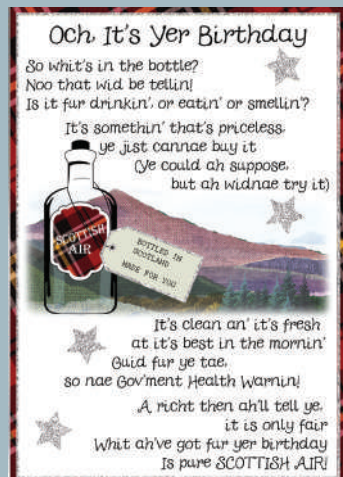 Och, It's Yer Birthday
So whit's in the bottle?
Noo that wid be tellin!
Is it fur drinkin', or eatin' or smellin'?
It's somethin' that's priceless,
ye jist cannae buy it
(Ye could ah suppose,
but ah widnae try it)
SCOTTISH
AIR
BOTTLED IN
SCOTLAND
MADE FOR YOU
It's clean an' it's fresh
at it's best in the mornin'
Guid fur ye tae,
so nae Gov'ment Health Warnin!
A richt then ah'll tell ye,
it is only fair
Whit ah've got fur yer birthday
Is pure SCOTTISH AIR!